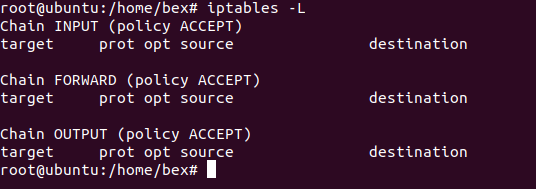 root@ubuntu:/home/bex# iptables -L
Chain INPUT (policy ACCEPT)
target     prot opt source               destination
Chain FORWARD (policy ACCEPT)
target     prot opt source               destination
Chain OUTPUT (policy ACCEPT)
target     prot opt source               destination
root@ubuntu:/home/bex#